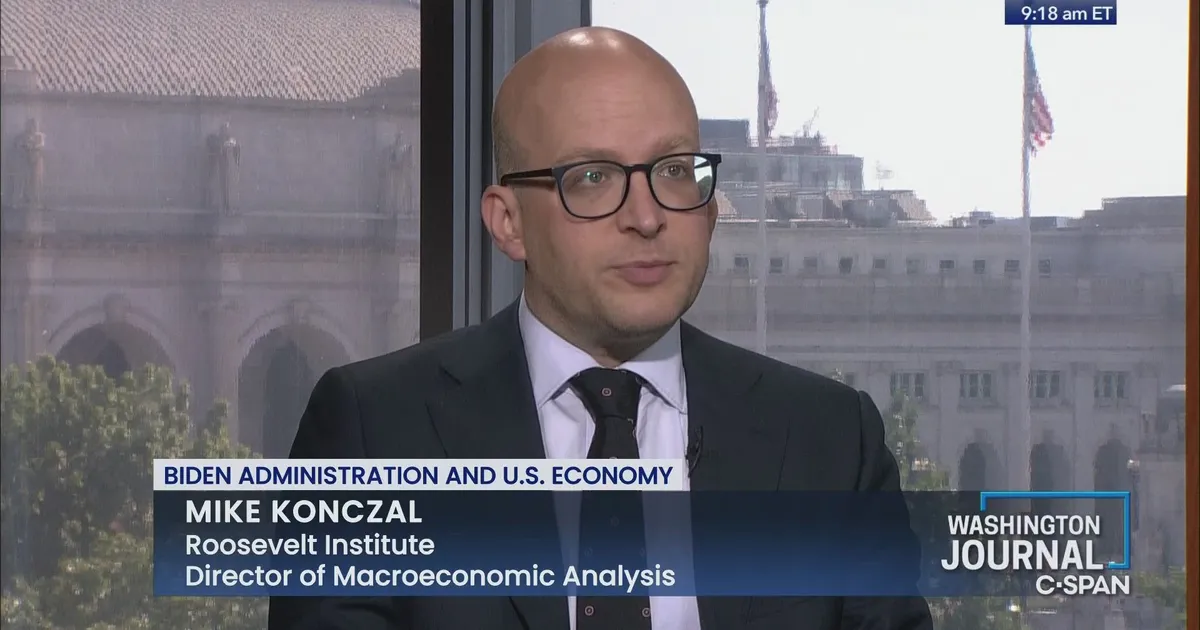 9:18 am ET
BIDEN ADMINISTRATION AND U.S. ECONOMY
MIKE KONCZAL
Roosevelt Institute
Director of Macroeconomic Analysis
WASHINGTON
JOURNAL
C-SPAN